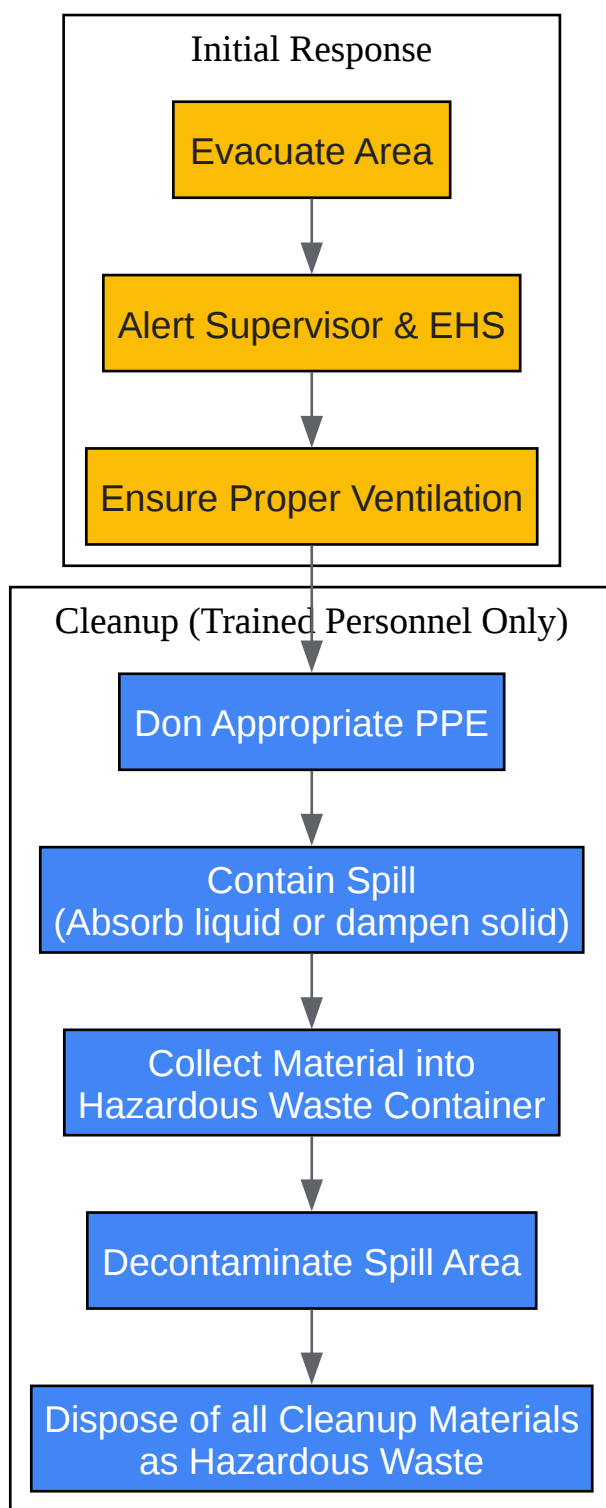 Initial Response
Evacuate Area
Alert Supervisor & EHS
Ensure Proper Ventilation
Cleanup (Trained Personnel Only)
Don Appropriate PPE
Contain Spill
(Absorb liquid or dampen solid)
Collect Material into
Hazardous Waste Container
Decontaminate Spill Area
Dispose of all Cleanup Materials
as Hazardous Waste